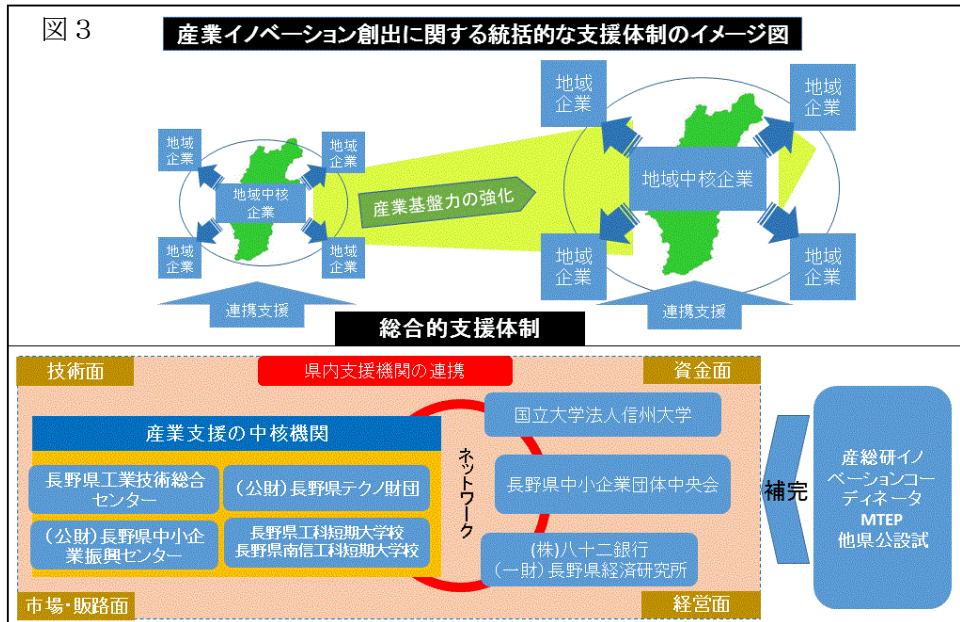 図3
産業イノベーション創出に関する統括的な支援体制のイメージ図
地域
企業
地域
企業
地域中核
企業
地域
企業
地域
企業
産業基盤力の強化
地域
企業
地域
企業
地域中核企業
地域
企業
地域
企業
連携支援
連携支援
総合的支援体制
技術面
県内支援機関の連携
資金面
産業支援の中核機関
長野県工業技術総合
センター
(公財)長野県テクノ財団
(公財)長野県中小企
業振興センター
長野県工科短期大学校
長野県南信工科短期大学校
ネットワーク
国立大学法人信州大学
長野県中小企業団体中央会
(株)八十二銀行
(一財)長野県経済研究所
市場・販路面
経営面
補完
産総研イノ
ベーションコー
ディネータ
MTEP
他県公設試